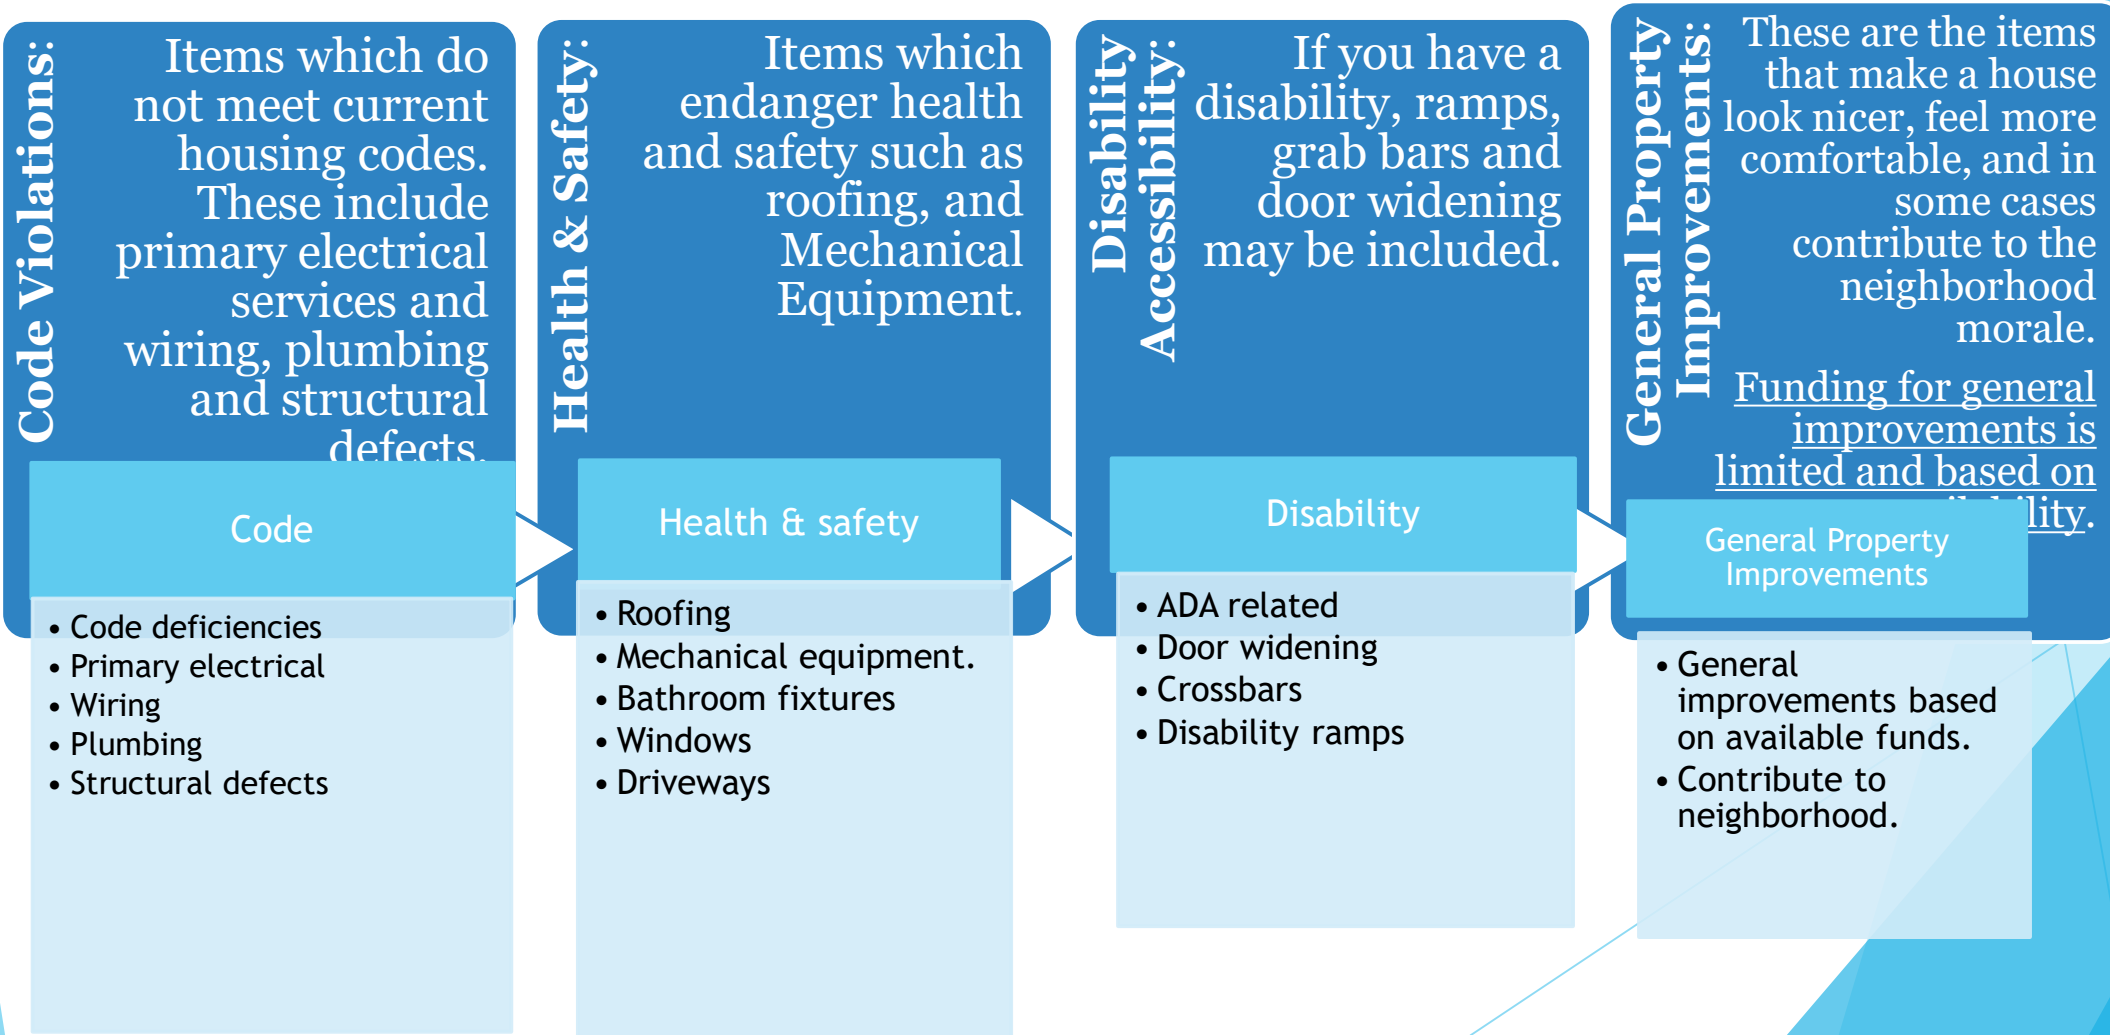 Code Violations:
Items which do
not meet current
housing codes.
These include
primary electrical
services and
wiring, plumbing
and structural
defects.
Code
• Code deficiencies
• Primary electrical
• Wiring
• Plumbing
• Structural defects
Health & Safety:
Items which
endanger health
and safety such as
roofing, and
Mechanical
Equipment.
Health & safety
• Roofing
• Mechanical equipment.
• Bathroom fixtures
• Windows
• Driveways
Disability
Accessibility:
If you have a
disability, ramps,
grab bars and
door widening
may be included.
Disability
• ADA related
• Door widening
• Crossbars
• Disability ramps
General Property
Improvements:
These are the items
that make a house
look nicer, feel more
comfortable, and in
some cases
contribute to the
neighborhood
morale.
Funding for general
improvements is
limited and based on
General Property
Improvements
• General
improvements based
on available funds.
• Contribute to
neighborhood.